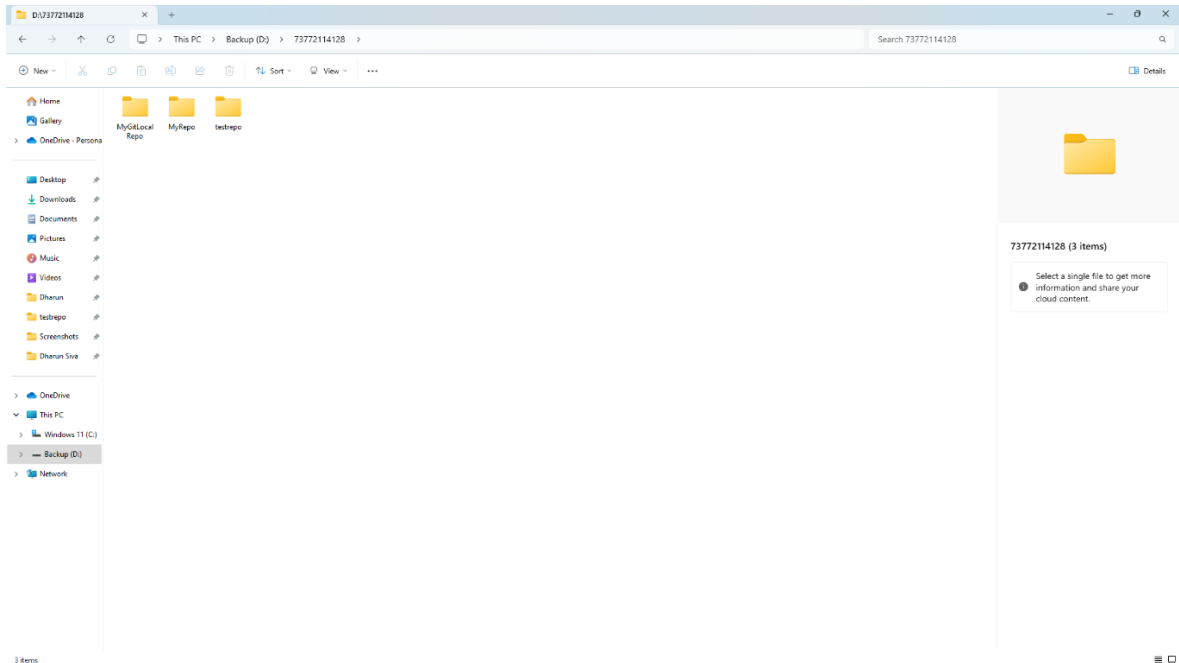 D:\73772114128
This PC > Backup (D:) > 73772114128 >
Search 73772114128
New
Sort
View
Details
Home
Gallery
OneDrive - Persona
Desktop
Downloads
Documents
Pictures
Music
Videos
Dharun
testrepo
Screenshots
Dharun Siva
OneDrive
This PC
Windows 11 (C:)
Backup (D:)
Network
MyGitLocal
Repo
MyRepo
testrepo
73772114128 (3 items)
Select a single file to get more
information and share your
cloud content.
3 items